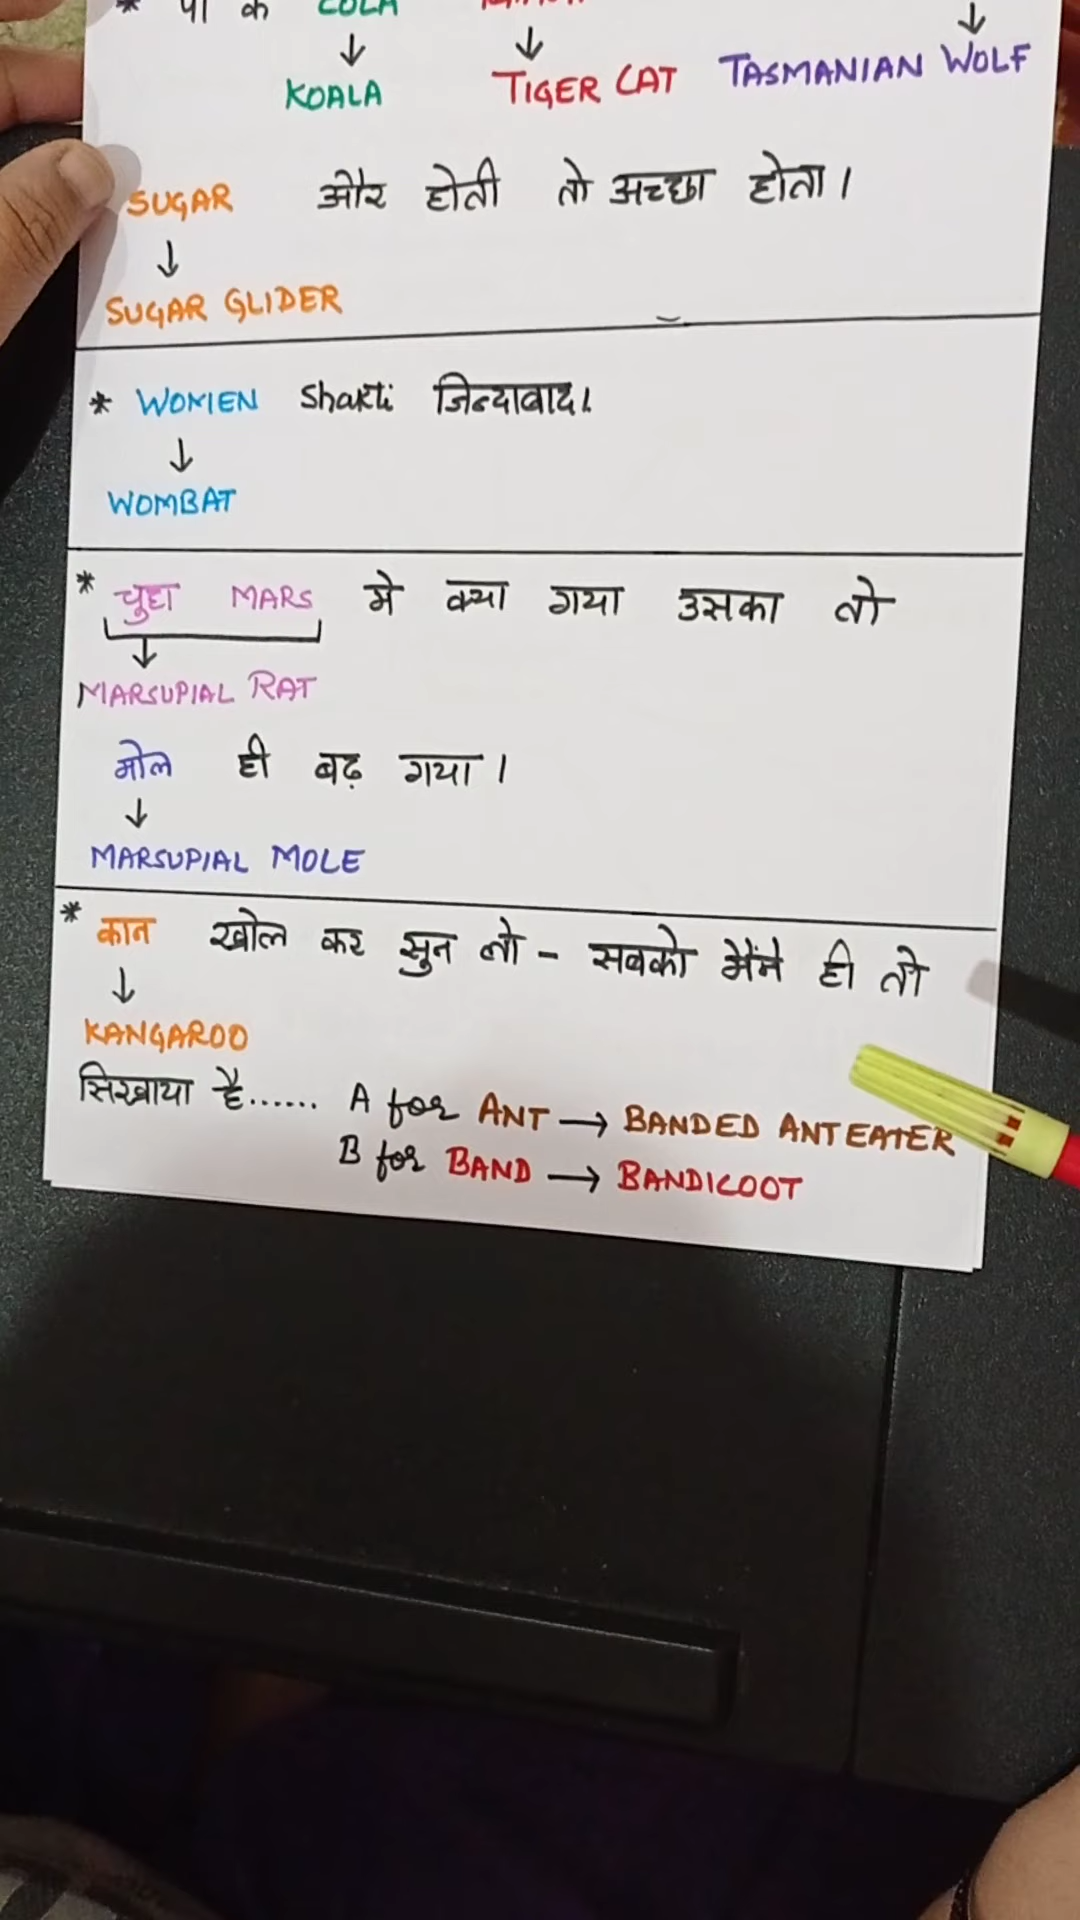 * पी के COLA
↓ ↓ ↓
KOALA TIGER CAT TASMANIAN WOLF
SUGAR और होती तो अच्छा होता।
↓
SUGAR GLIDER
* WOMEN Shakti जिन्दाबाद।
↓
WOMBAT
* चुहा MARS मे क्या गया उसका तो
↓
MARSUPIAL RAT
मोल ही बढ़ गया।
↓
MARSUPIAL MOLE
* कान खोल कर सुन लो - सबको मैंने ही तो
↓
KANGAROO
सिखाया है...... A for ANT → BANDED ANTEATER
B for BAND → BANDICOOT